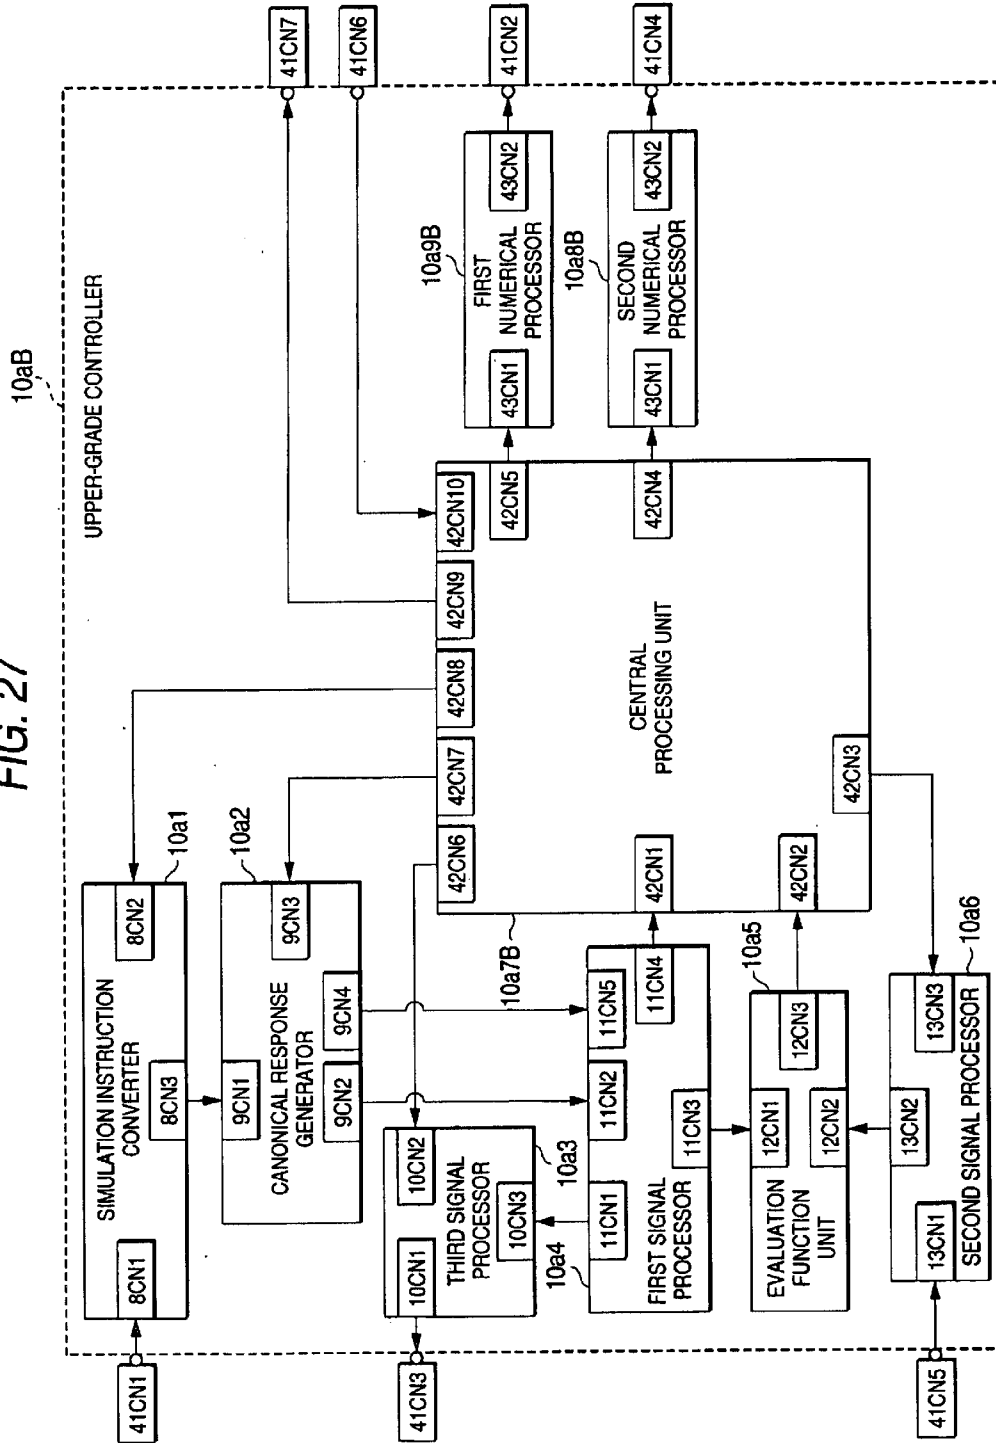 FIG. 27
10aB
UPPER-GRADE CONTROLLER
41CN1
8CN1
SIMULATION INSTRUCTION
CONVERTER
8CN2
8CN3
10a1
9CN1
CANONICAL RESPONSE
GENERATOR
9CN3
9CN2
9CN4
10a2
41CN3
10CN1
10CN2
THIRD SIGNAL
PROCESSOR
10CN3
10a3
10a4
11CN1
11CN2
11CN5
FIRST SIGNAL
PROCESSOR
11CN3
11CN4
10a5
12CN1
EVALUATION
FUNCTION
UNIT
12CN2
12CN3
10a6
41CN5
13CN1
13CN2
13CN3
SECOND SIGNAL PROCESSOR
10a7B
42CN6
42CN7
42CN8
42CN9
42CN10
42CN1
42CN2
42CN3
CENTRAL
PROCESSING UNIT
42CN5
42CN4
10a9B
43CN1
FIRST
NUMERICAL
PROCESSOR
43CN2
10a8B
43CN1
SECOND
NUMERICAL
PROCESSOR
43CN2
41CN7
41CN6
41CN2
41CN4